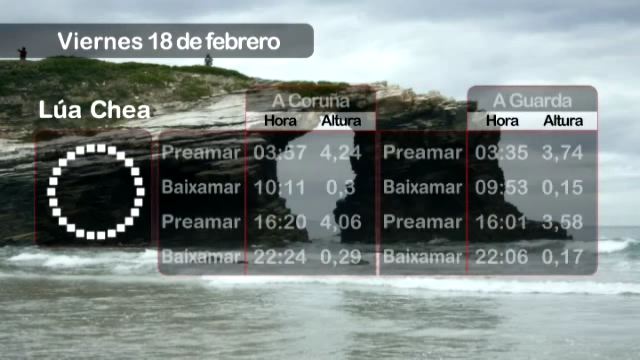 Viernes 18 de febrero
Lúa Chea
A Coruña A Guarda
Hora Altura Hora Altura
Preamar 03:57 4,24 Preamar 03:35 3,74
Baixamar 10:11 0,3 Baixamar 09:53 0,15
Preamar 16:20 4,06 Preamar 16:01 3,58
Baixamar 22:24 0,29 Baixamar 22:06 0,17